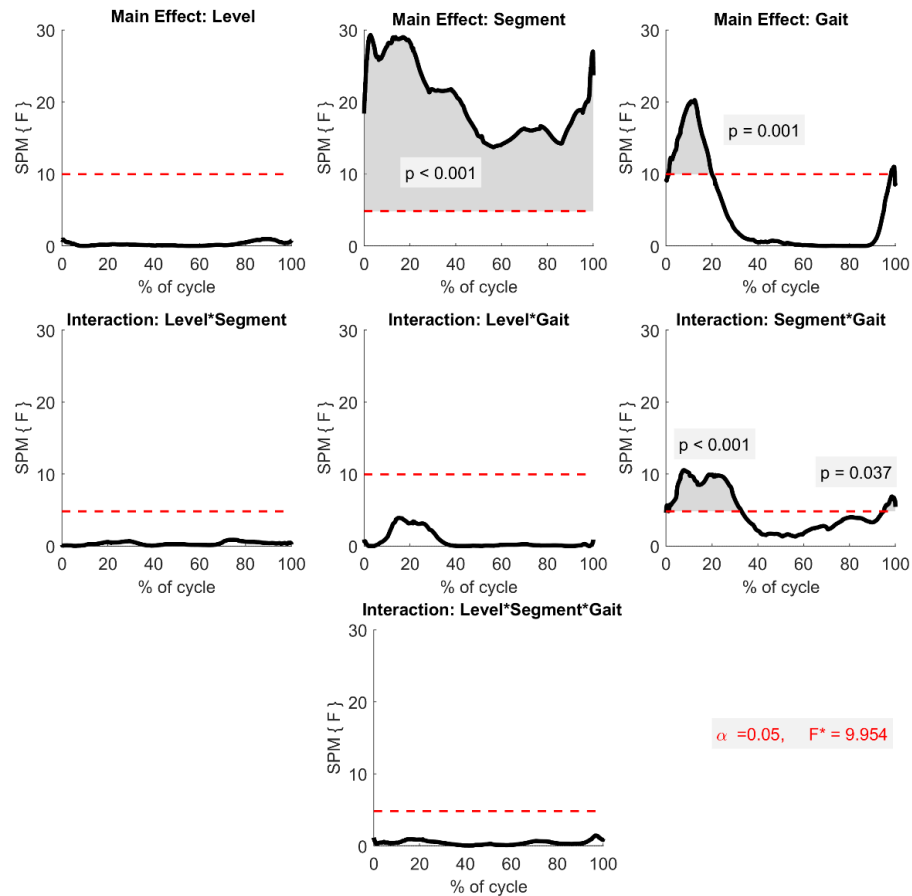 Main Effect: Level
30
20
10
0
SPM { F }
0 20 40 60 80 100
% of cycle
Main Effect: Segment
30
20
10
0
SPM { F }
p < 0.001
0 20 40 60 80 100
% of cycle
Main Effect: Gait
30
20
10
0
SPM { F }
p = 0.001
0 20 40 60 80 100
% of cycle
Interaction: Level*Segment
30
20
10
0
SPM { F }
0 20 40 60 80 100
% of cycle
Interaction: Level*Gait
30
20
10
0
SPM { F }
0 20 40 60 80 100
% of cycle
Interaction: Segment*Gait
30
20
10
0
SPM { F }
p < 0.001
p = 0.037
0 20 40 60 80 100
% of cycle
Interaction: Level*Segment*Gait
30
20
10
0
SPM { F }
0 20 40 60 80 100
% of cycle
α =0.05, F* = 9.954